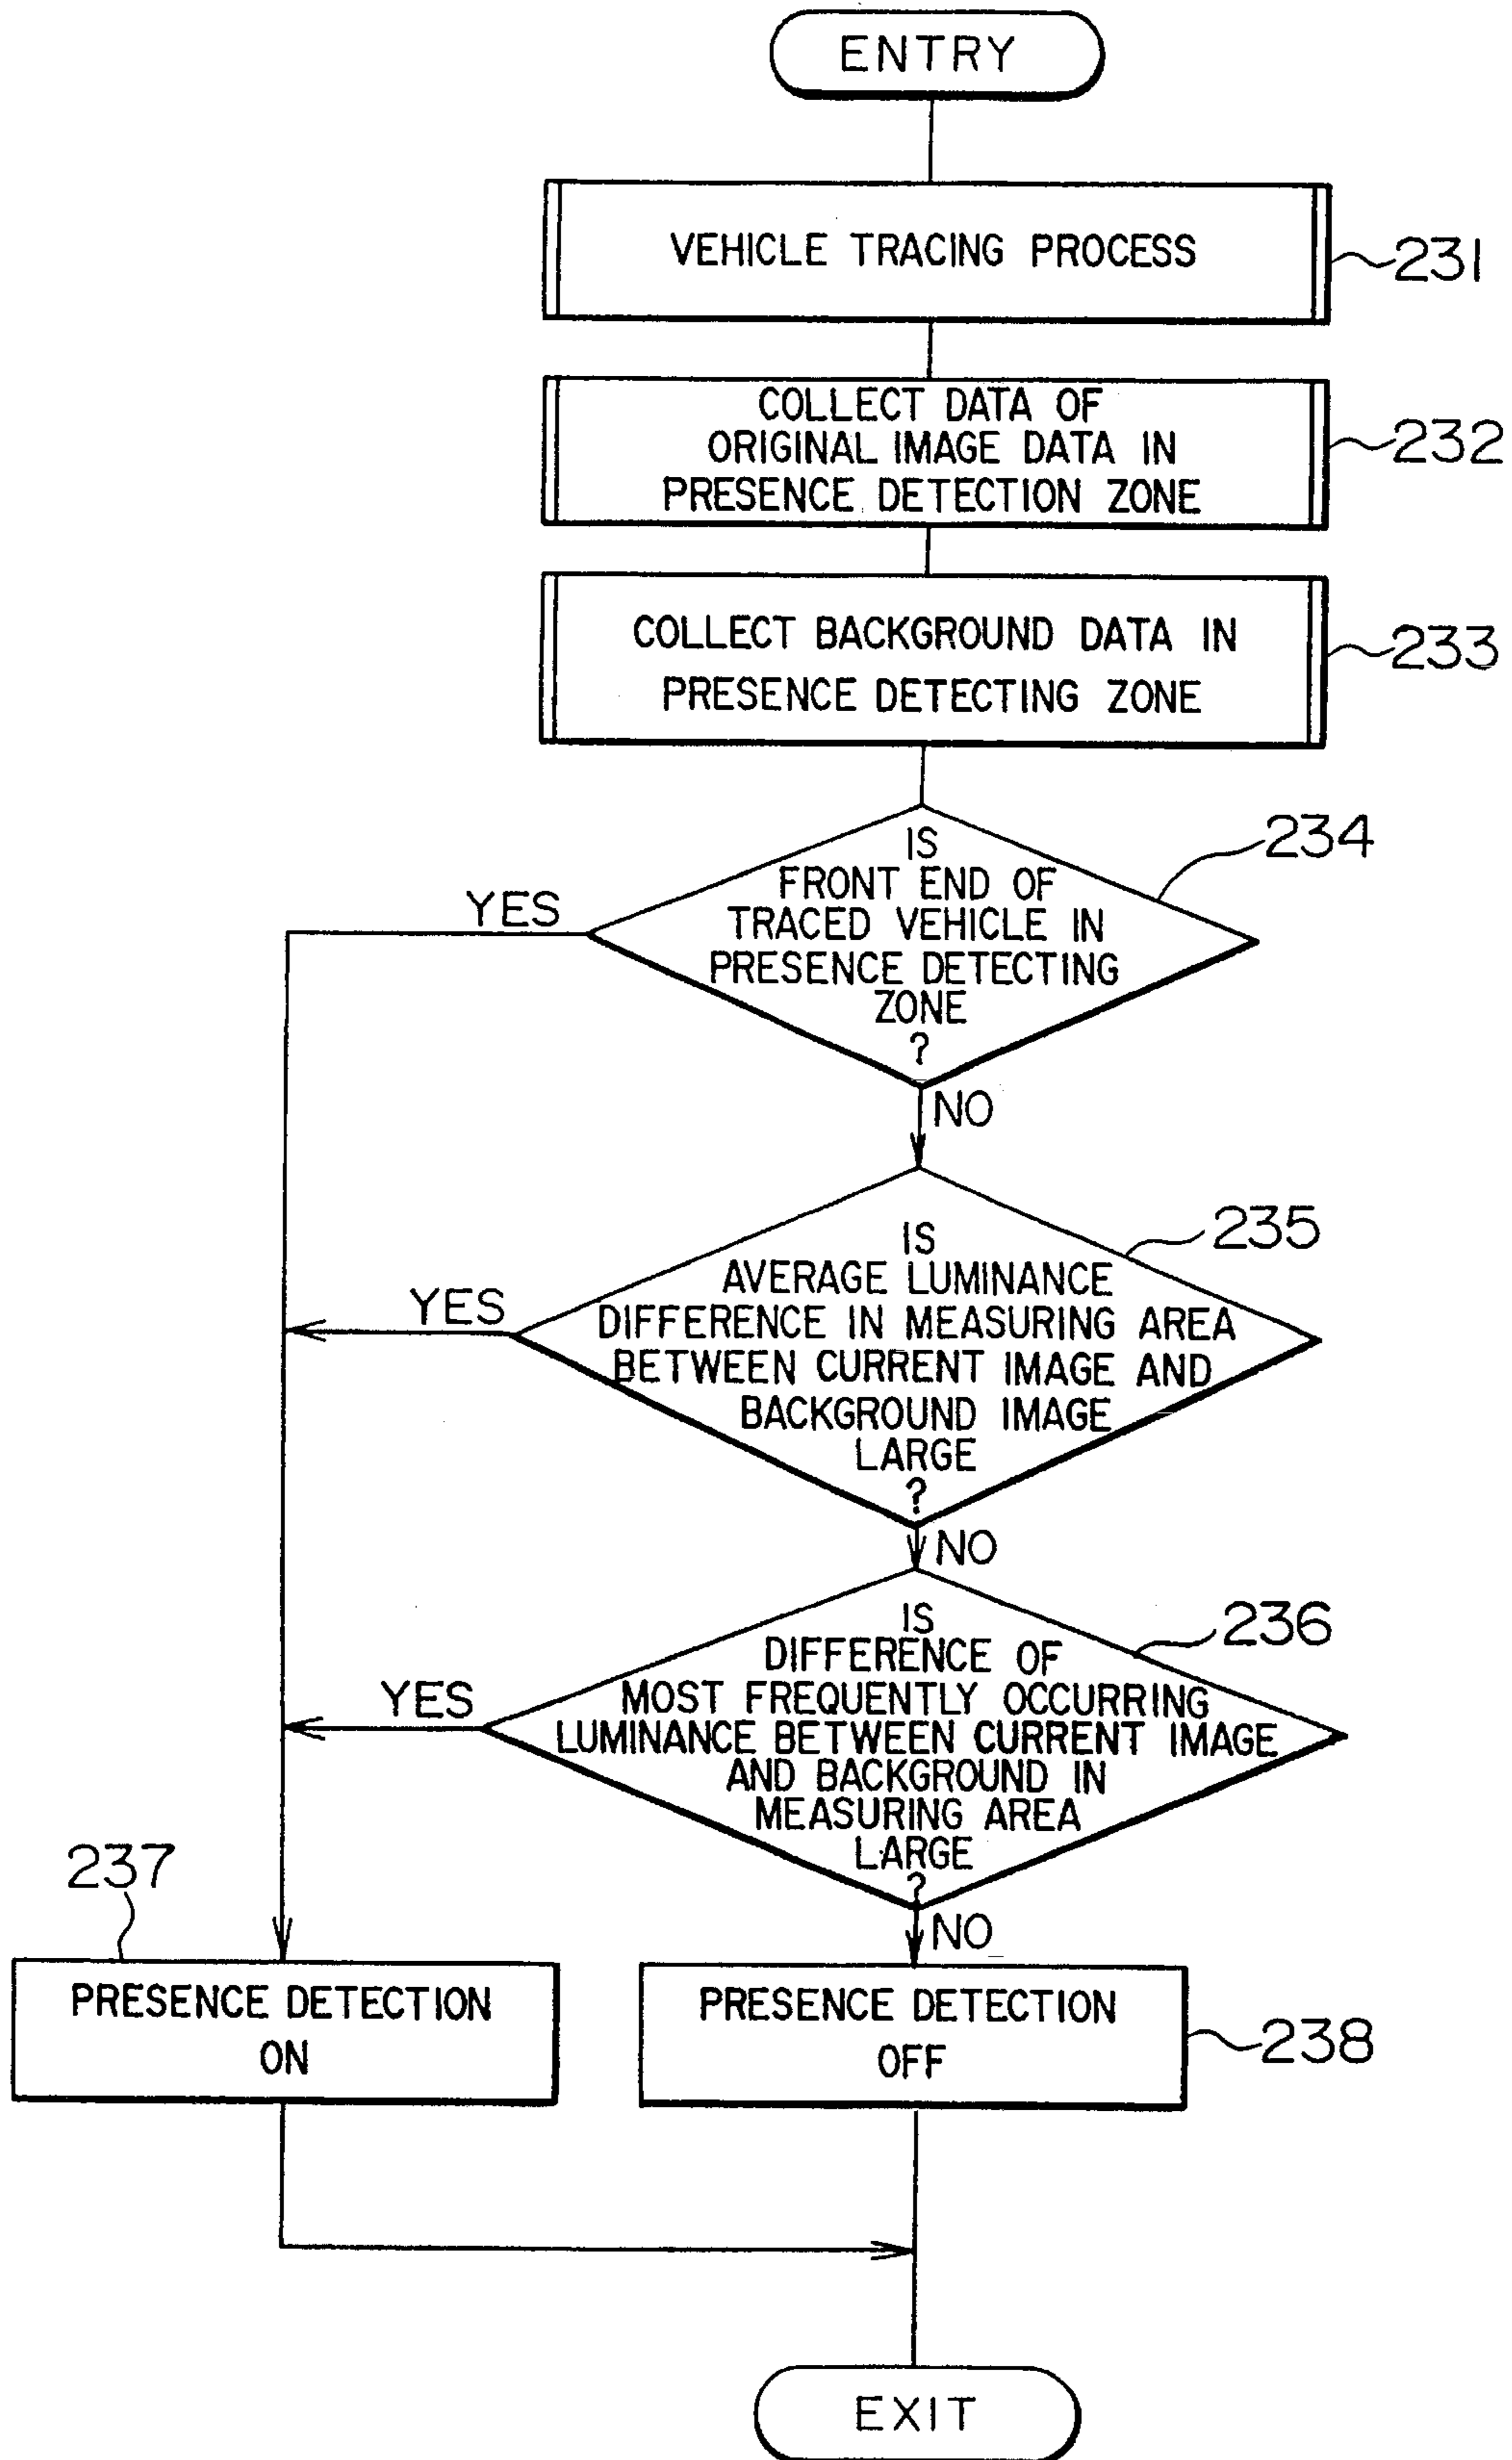 ENTRY
VEHICLE TRACING PROCESS
231
COLLECT DATA OF
ORIGINAL IMAGE DATA IN
PRESENCE DETECTION ZONE
232
COLLECT BACKGROUND DATA IN
PRESENCE DETECTING ZONE
233
234
IS
FRONT END OF
TRACED VEHICLE IN
PRESENCE DETECTING
ZONE
?
YES
NO
235
IS
AVERAGE LUMINANCE
DIFFERENCE IN MEASURING AREA
BETWEEN CURRENT IMAGE AND
BACKGROUND IMAGE
LARGE
?
YES
NO
236
IS
DIFFERENCE OF
MOST FREQUENTLY OCCURRING
LUMINANCE BETWEEN CURRENT IMAGE
AND BACKGROUND IN
MEASURING AREA
LARGE
?
YES
NO
237
PRESENCE DETECTION
ON
PRESENCE DETECTION
OFF
238
EXIT